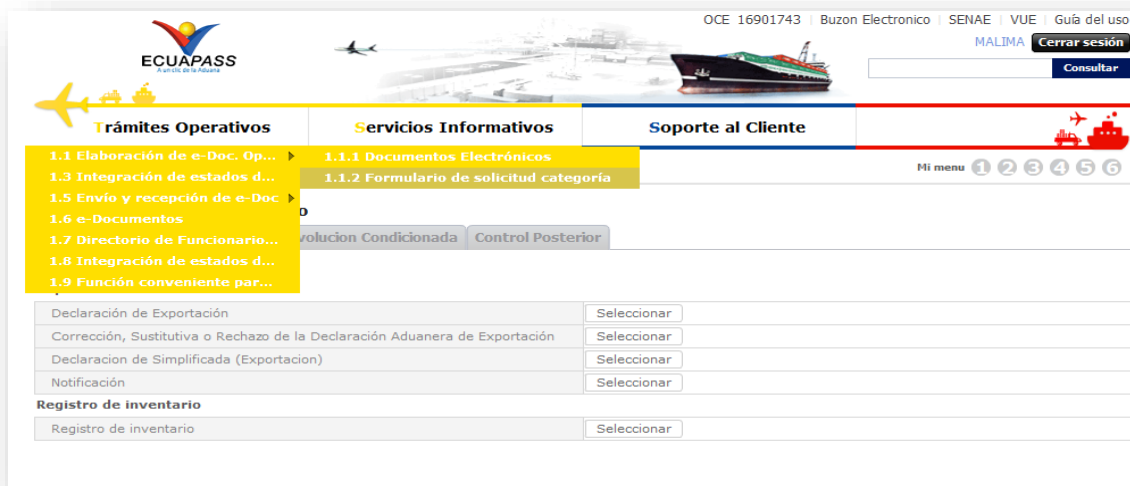 OCE 16901743 | Buzon Electronico | SENAE | VUE | Guía del uso
MALIMA Cerrar sesión
Consultar
ECUAPASS
A un clic de la Aduana
Trámites Operativos Servicios Informativos Soporte al Cliente
1.1 Elaboración de e-Doc. Op... 1.1.1 Documentos Electrónicos
1.3 Integración de estados d... 1.1.2 Formulario de solicitud categoría
Mi menu 1 2 3 4 5 6
1.5 Envío y recepción de e-Doc
1.6 e-Documentos
1.7 Directorio de Funcionario... Control Posterior
1.8 Integración de estados d...
1.9 Función conveniente par...
Declaración de Exportación Seleccionar
Corrección, Sustitutiva o Rechazo de la Declaración Aduanera de Exportación Seleccionar
Declaracion de Simplificada (Exportacion) Seleccionar
Notificación Seleccionar
Registro de inventario
Registro de inventario Seleccionar